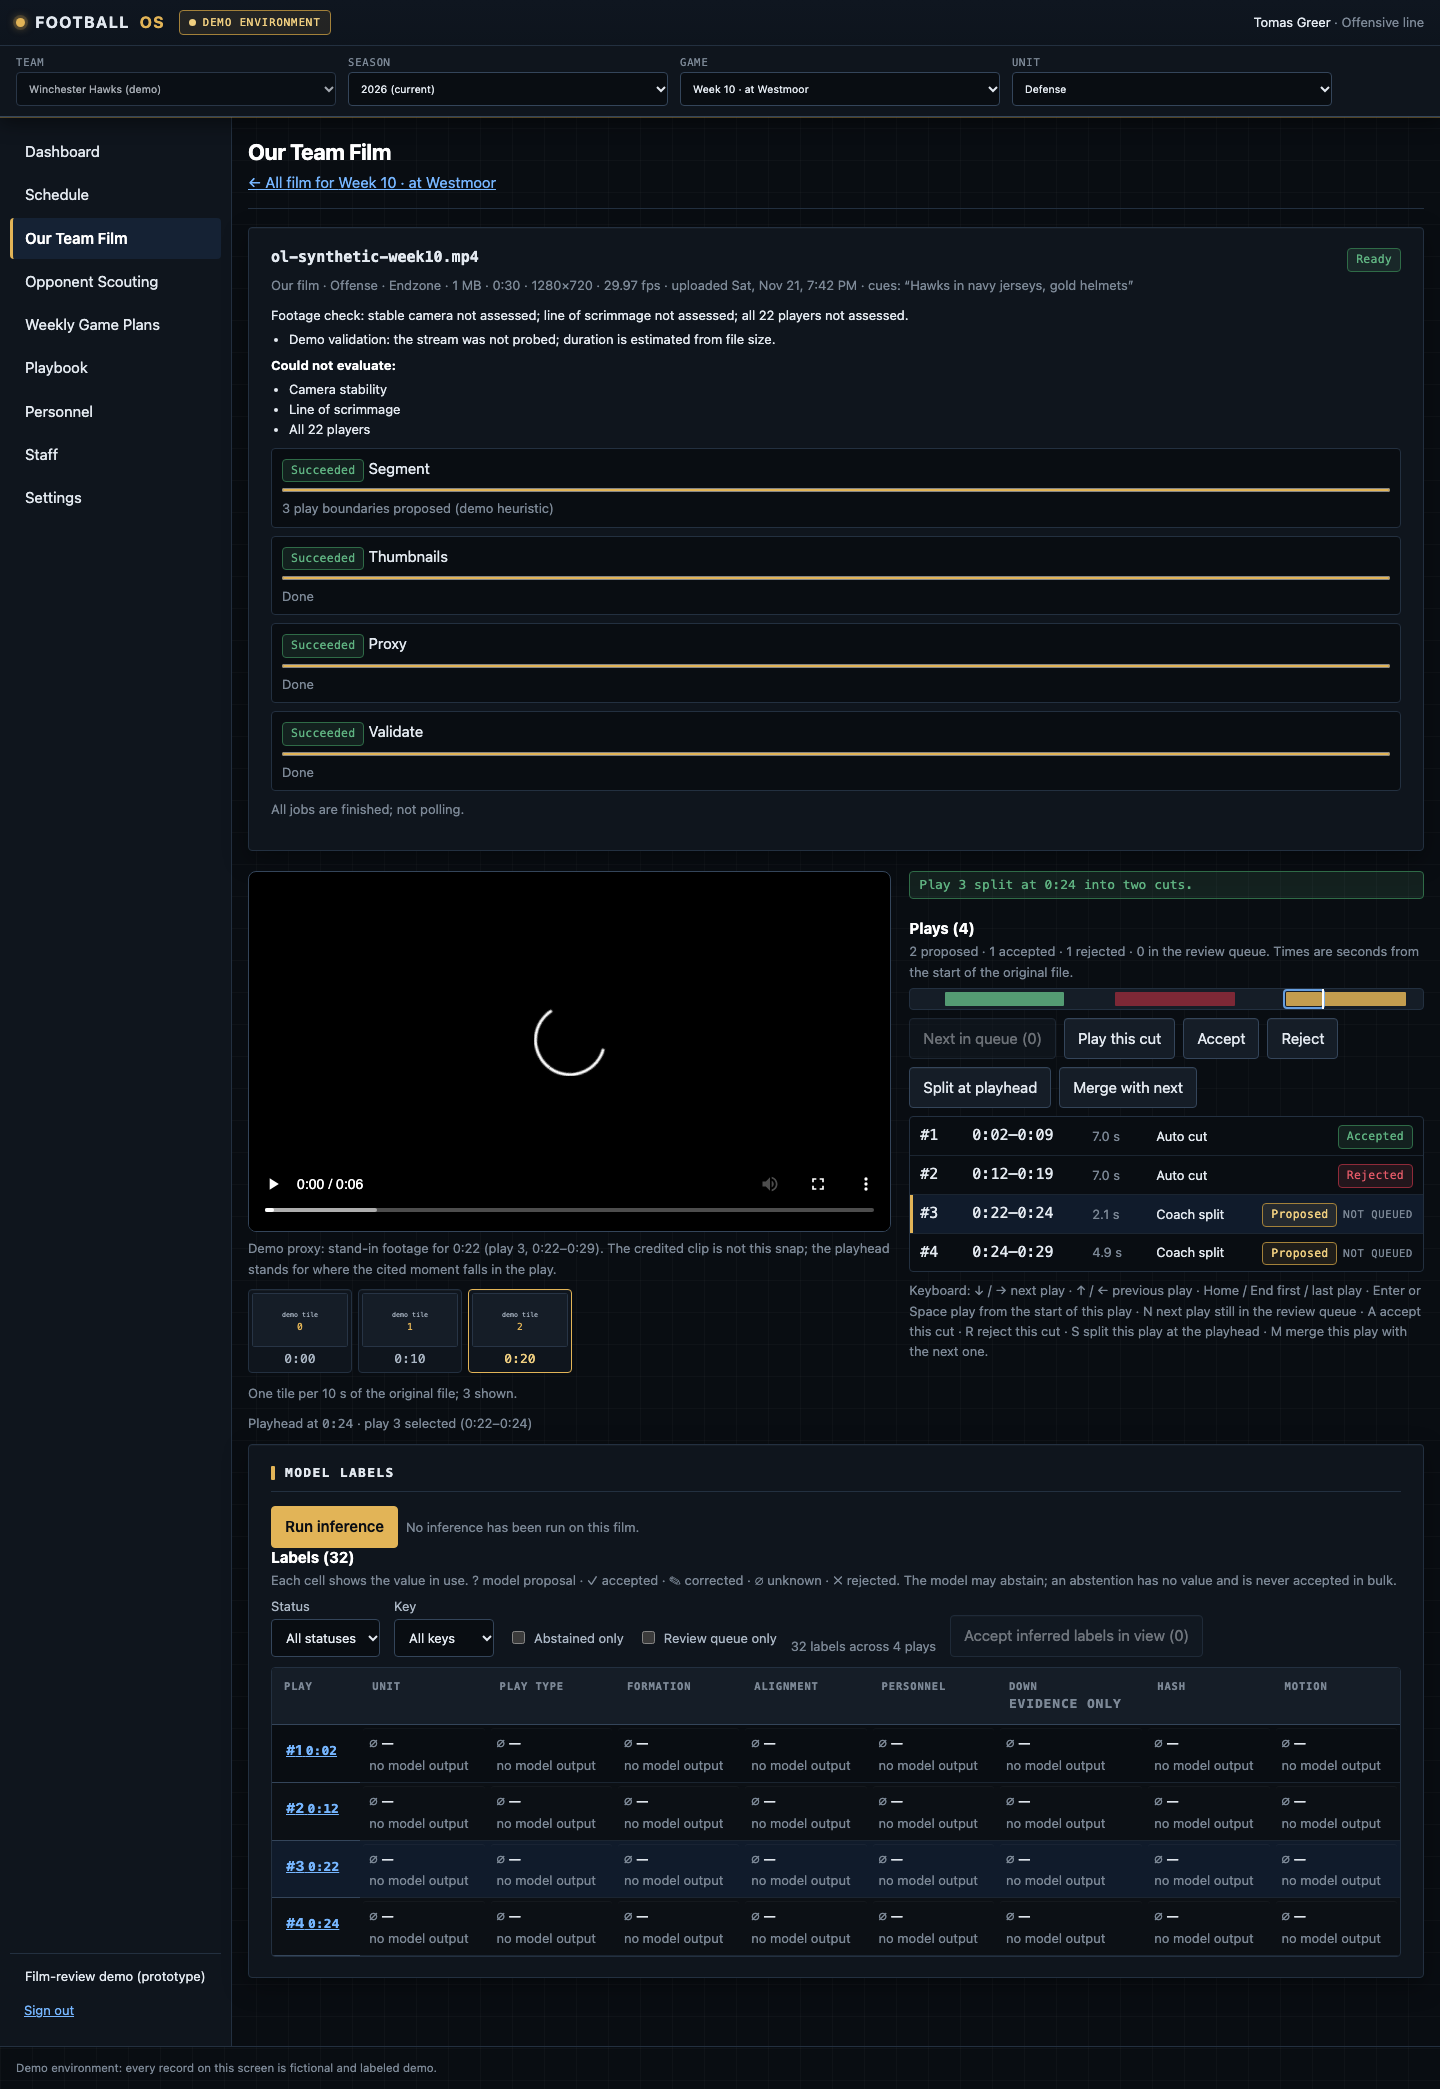 FOOTBALL OS
DEMO ENVIRONMENT
Tomas Greer · Offensive line
TEAM
Winchester Hawks (demo)
SEASON
2026 (current)
GAME
Week 10 · at Westmoor
UNIT
Defense
Dashboard
Schedule
Our Team Film
Opponent Scouting
Weekly Game Plans
Playbook
Personnel
Staff
Settings
Film-review demo (prototype)
Sign out
Our Team Film
← All film for Week 10 · at Westmoor
ol-synthetic-week10.mp4
Ready
Our film · Offense · Endzone · 1 MB · 0:30 · 1280×720 · 29.97 fps · uploaded Sat, Nov 21, 7:42 PM · cues: “Hawks in navy jerseys, gold helmets”
Footage check: stable camera not assessed; line of scrimmage not assessed; all 22 players not assessed.
• Demo validation: the stream was not probed; duration is estimated from file size.
Could not evaluate:
• Camera stability
• Line of scrimmage
• All 22 players
Succeeded Segment
3 play boundaries proposed (demo heuristic)
Succeeded Thumbnails
Done
Succeeded Proxy
Done
Succeeded Validate
Done
All jobs are finished; not polling.
0:00 / 0:06
Demo proxy: stand-in footage for 0:22 (play 3, 0:22–0:29). The credited clip is not this snap; the playhead
stands for where the cited moment falls in the play.
demo tile
0
0:00
demo tile
1
0:10
demo tile
2
0:20
One tile per 10 s of the original file; 3 shown.
Playhead at 0:24 · play 3 selected (0:22–0:24)
Play 3 split at 0:24 into two cuts.
Plays (4)
2 proposed · 1 accepted · 1 rejected · 0 in the review queue. Times are seconds from
the start of the original file.
Next in queue (0)
Play this cut
Accept
Reject
Split at playhead
Merge with next
#1 0:02–0:09 7.0 s Auto cut Accepted
#2 0:12–0:19 7.0 s Auto cut Rejected
#3 0:22–0:24 2.1 s Coach split Proposed NOT QUEUED
#4 0:24–0:29 4.9 s Coach split Proposed NOT QUEUED
Keyboard: ↓ / → next play · ↑ / ← previous play · Home / End first / last play · Enter or
Space play from the start of this play · N next play still in the review queue · A accept
this cut · R reject this cut · S split this play at the playhead · M merge this play with
the next one.
MODEL LABELS
Run inference
No inference has been run on this film.
Labels (32)
Each cell shows the value in use. ? model proposal · ✓ accepted · ✎ corrected · ∅ unknown · ✕ rejected. The model may abstain; an abstention has no value and is never accepted in bulk.
Status
All statuses
Key
All keys
Abstained only
Review queue only
32 labels across 4 plays
Accept inferred labels in view (0)
PLAY UNIT PLAY TYPE FORMATION ALIGNMENT PERSONNEL DOWN HASH MOTION
EVIDENCE ONLY
#1 0:02
∅ — ∅ — ∅ — ∅ — ∅ — ∅ — ∅ — ∅ —
no model output no model output no model output no model output no model output no model output no model output no model output
#2 0:12
∅ — ∅ — ∅ — ∅ — ∅ — ∅ — ∅ — ∅ —
no model output no model output no model output no model output no model output no model output no model output no model output
#3 0:22
∅ — ∅ — ∅ — ∅ — ∅ — ∅ — ∅ — ∅ —
no model output no model output no model output no model output no model output no model output no model output no model output
#4 0:24
∅ — ∅ — ∅ — ∅ — ∅ — ∅ — ∅ — ∅ —
no model output no model output no model output no model output no model output no model output no model output no model output
Demo environment: every record on this screen is fictional and labeled demo.